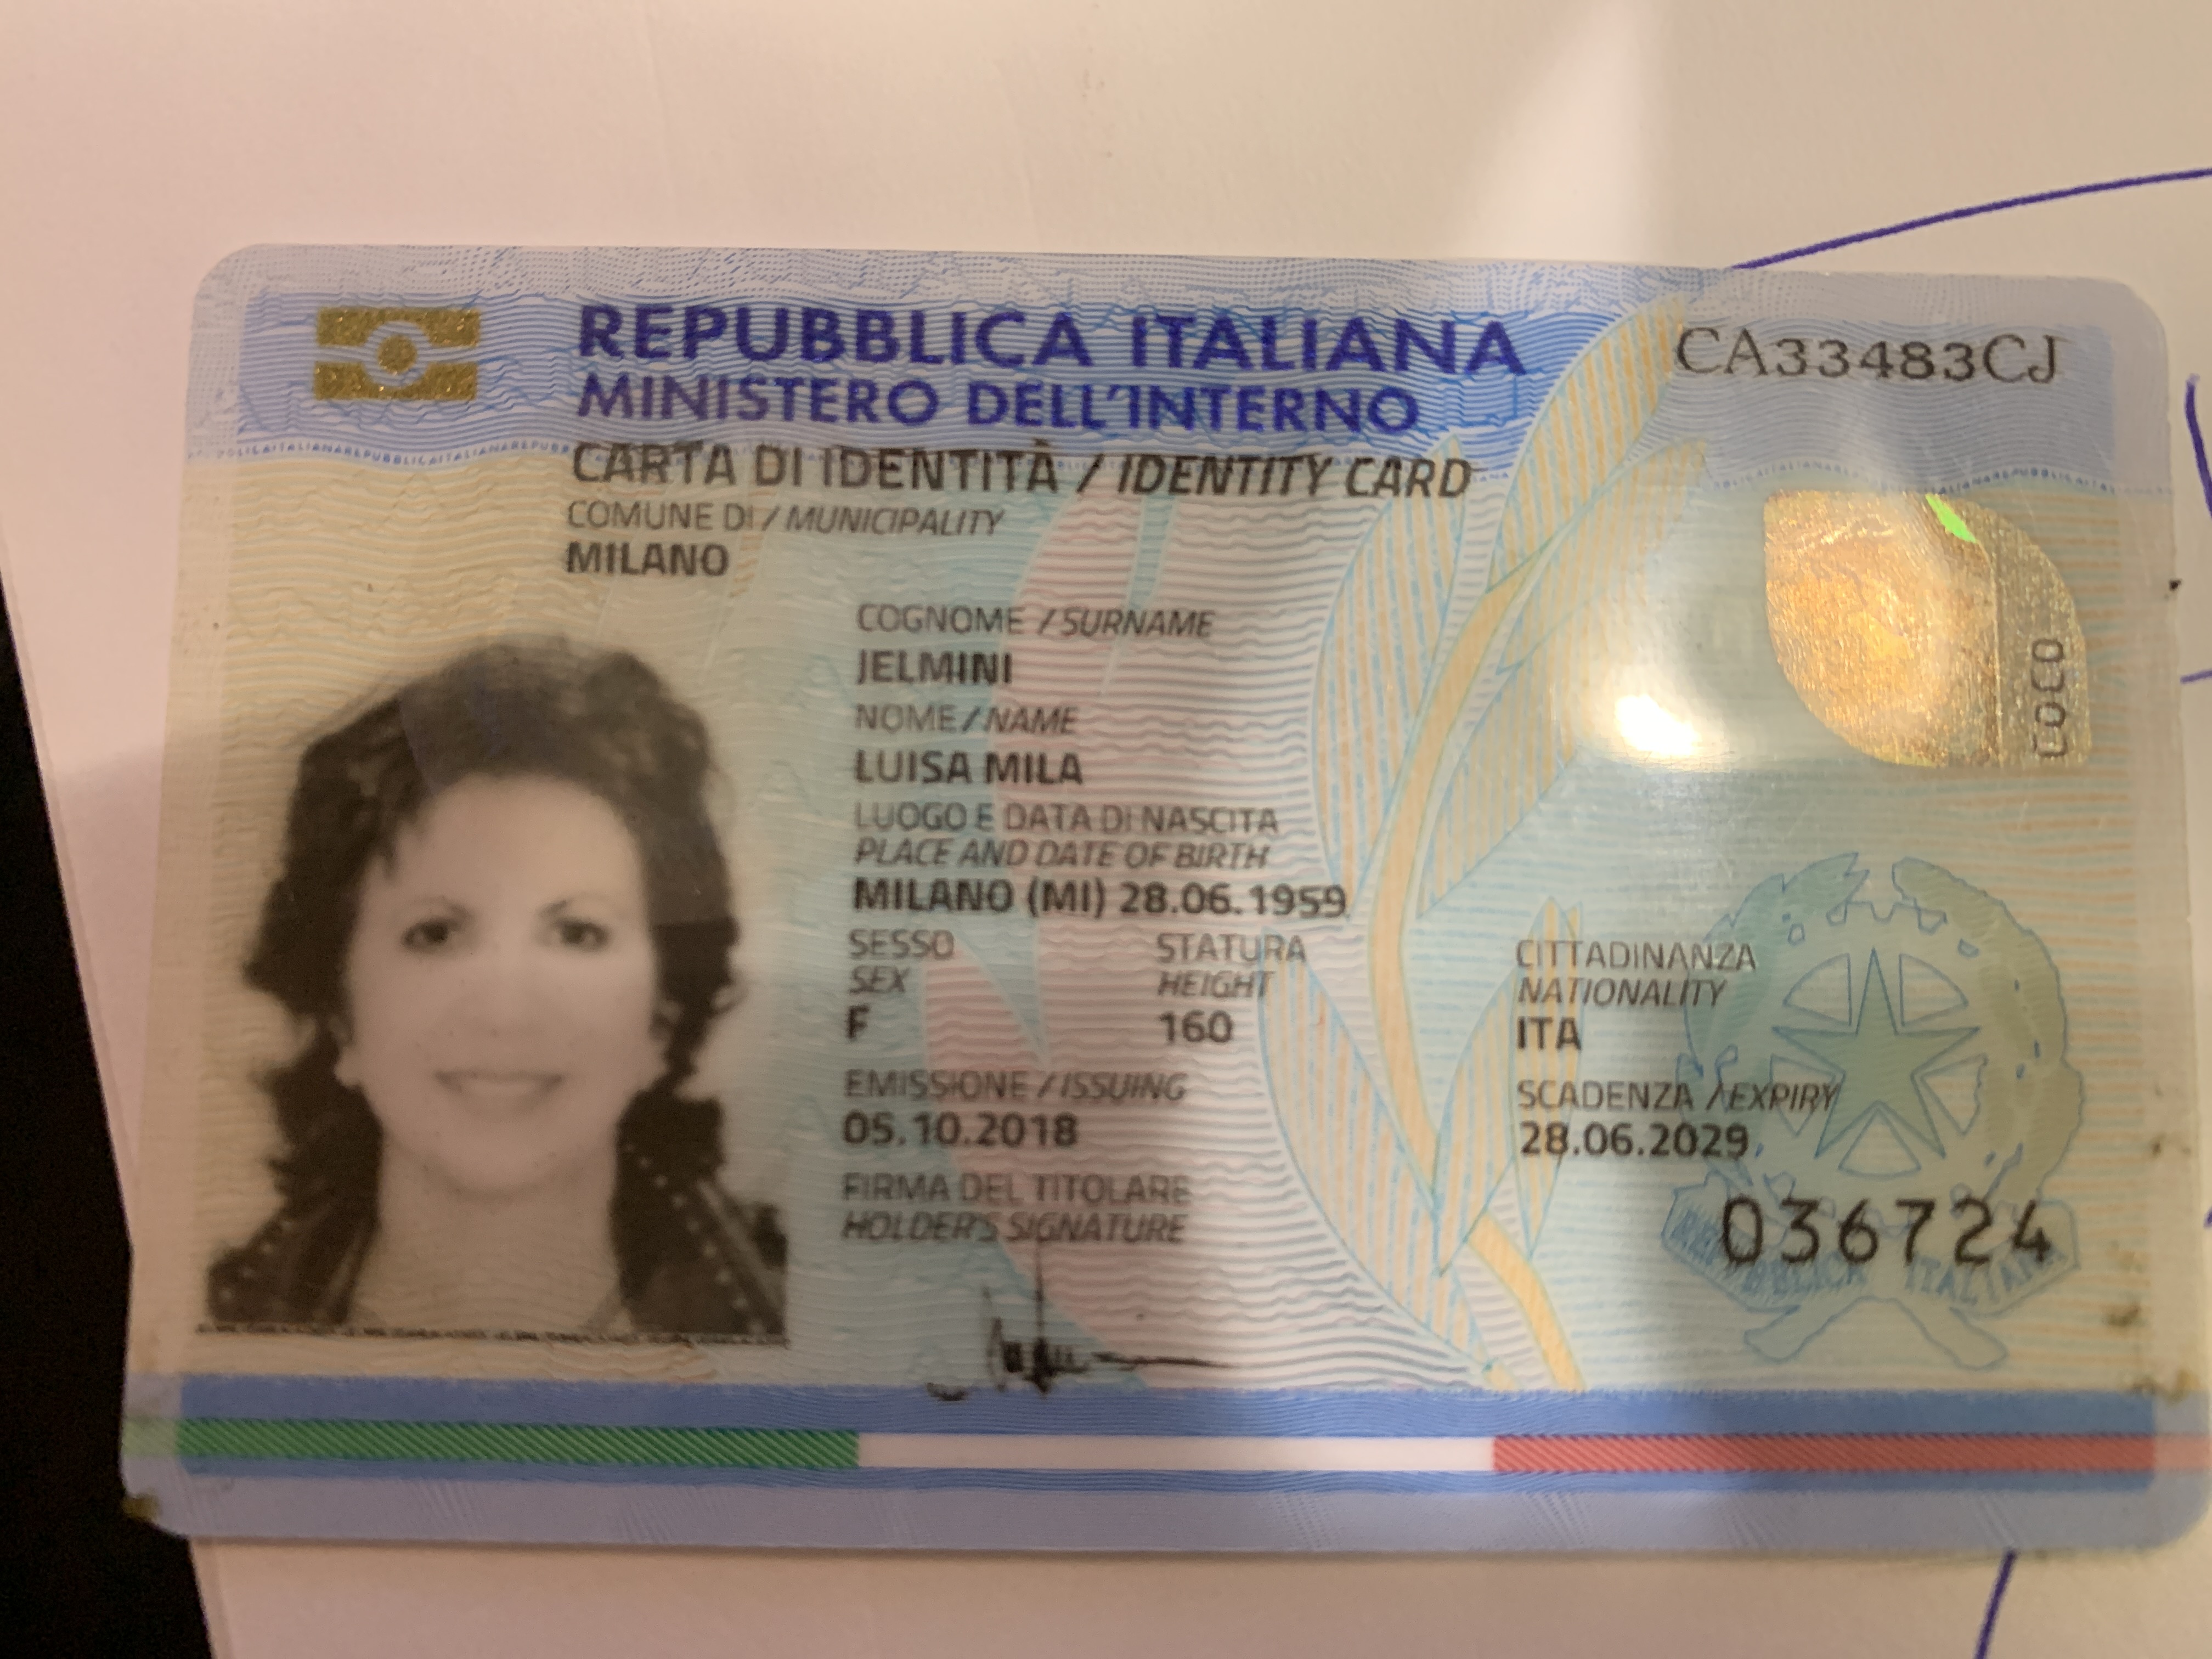 REPUBBLICA ITALIANA
MINISTERO DELL'INTERNO
CA33483CJ
CARTA DI IDENTITÀ / IDENTITY CARD
COMUNE DI / MUNICIPALITY
MILANO
COGNOME / SURNAME
JELMINI
NOME / NAME
LUISA MILA
LUOGO E DATA DI NASCITA
PLACE AND DATE OF BIRTH
MILANO (MI) 28.06.1959
SESSO STATURA CITTADINANZA
SEX HEIGHT NATIONALITY
F 160 ITA
EMISSIONE / ISSUING SCADENZA / EXPIRY
05.10.2018 28.06.2029
FIRMA DEL TITOLARE
HOLDER'S SIGNATURE
036724